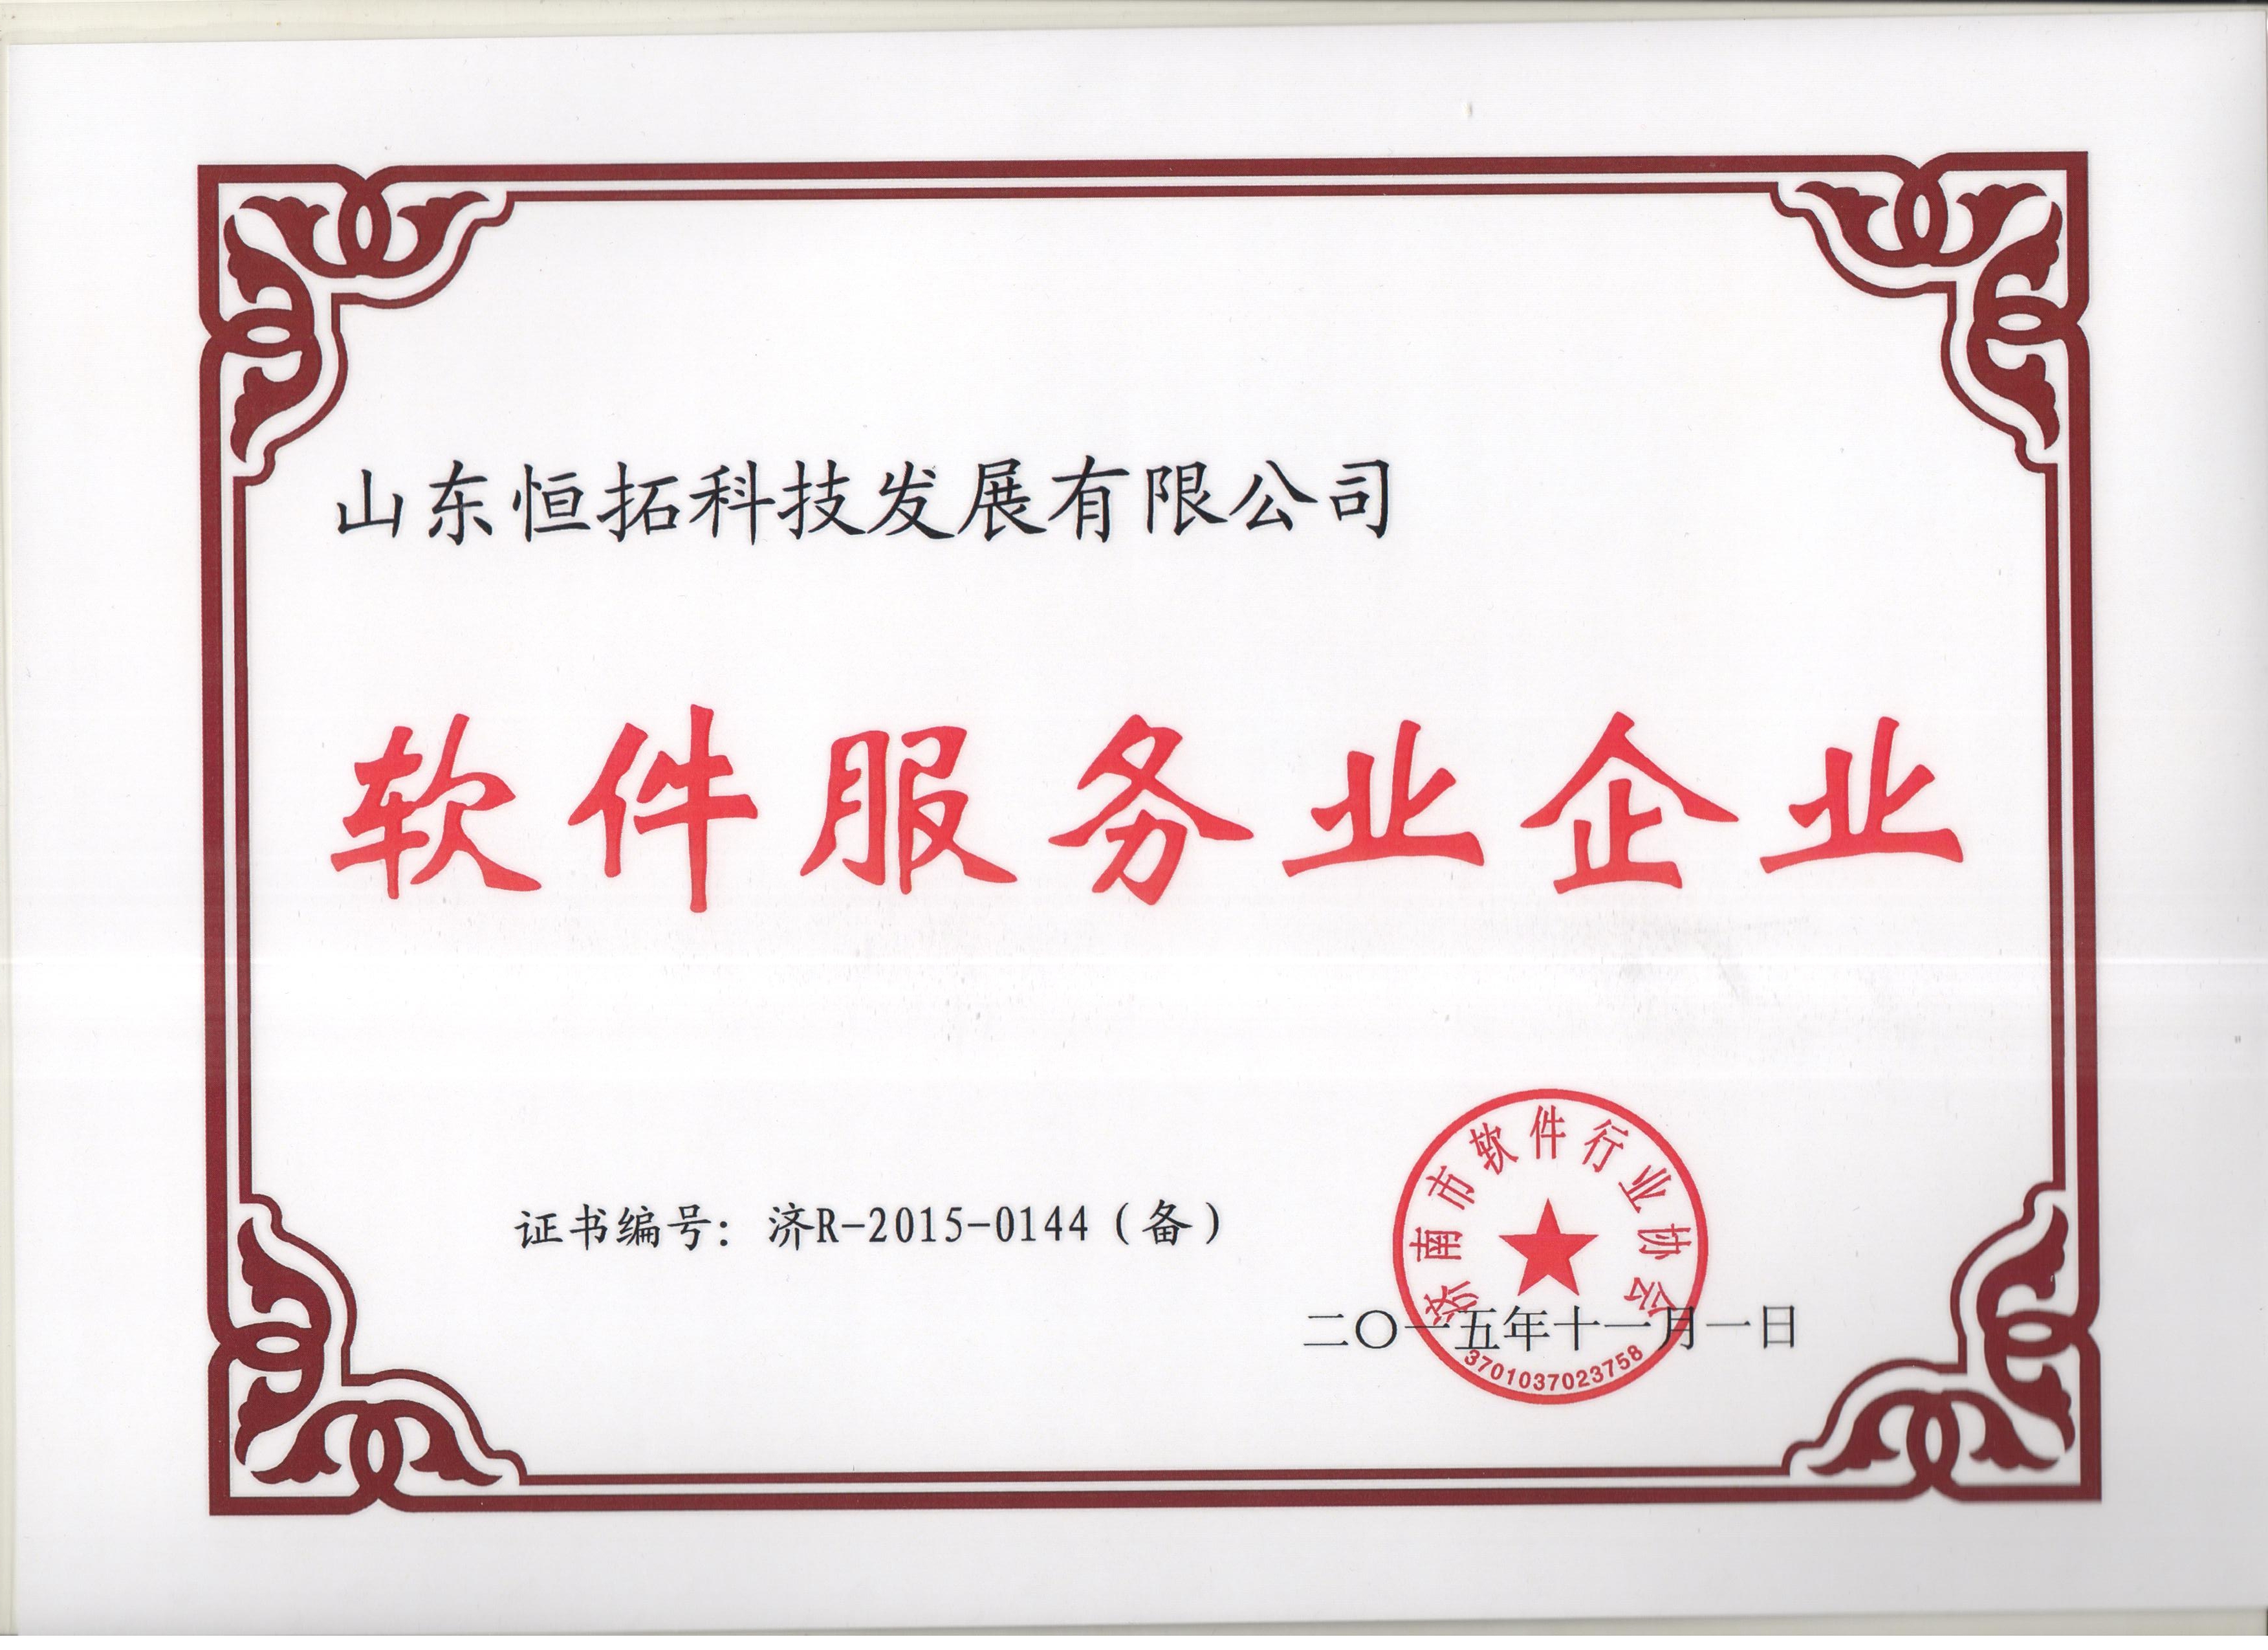 山东恒拓科技发展有限公司
软件服务业企业
证书编号：济R-2015-0144（备）
济南市软件行业协会
二〇一五年十一月一日
3701037023758